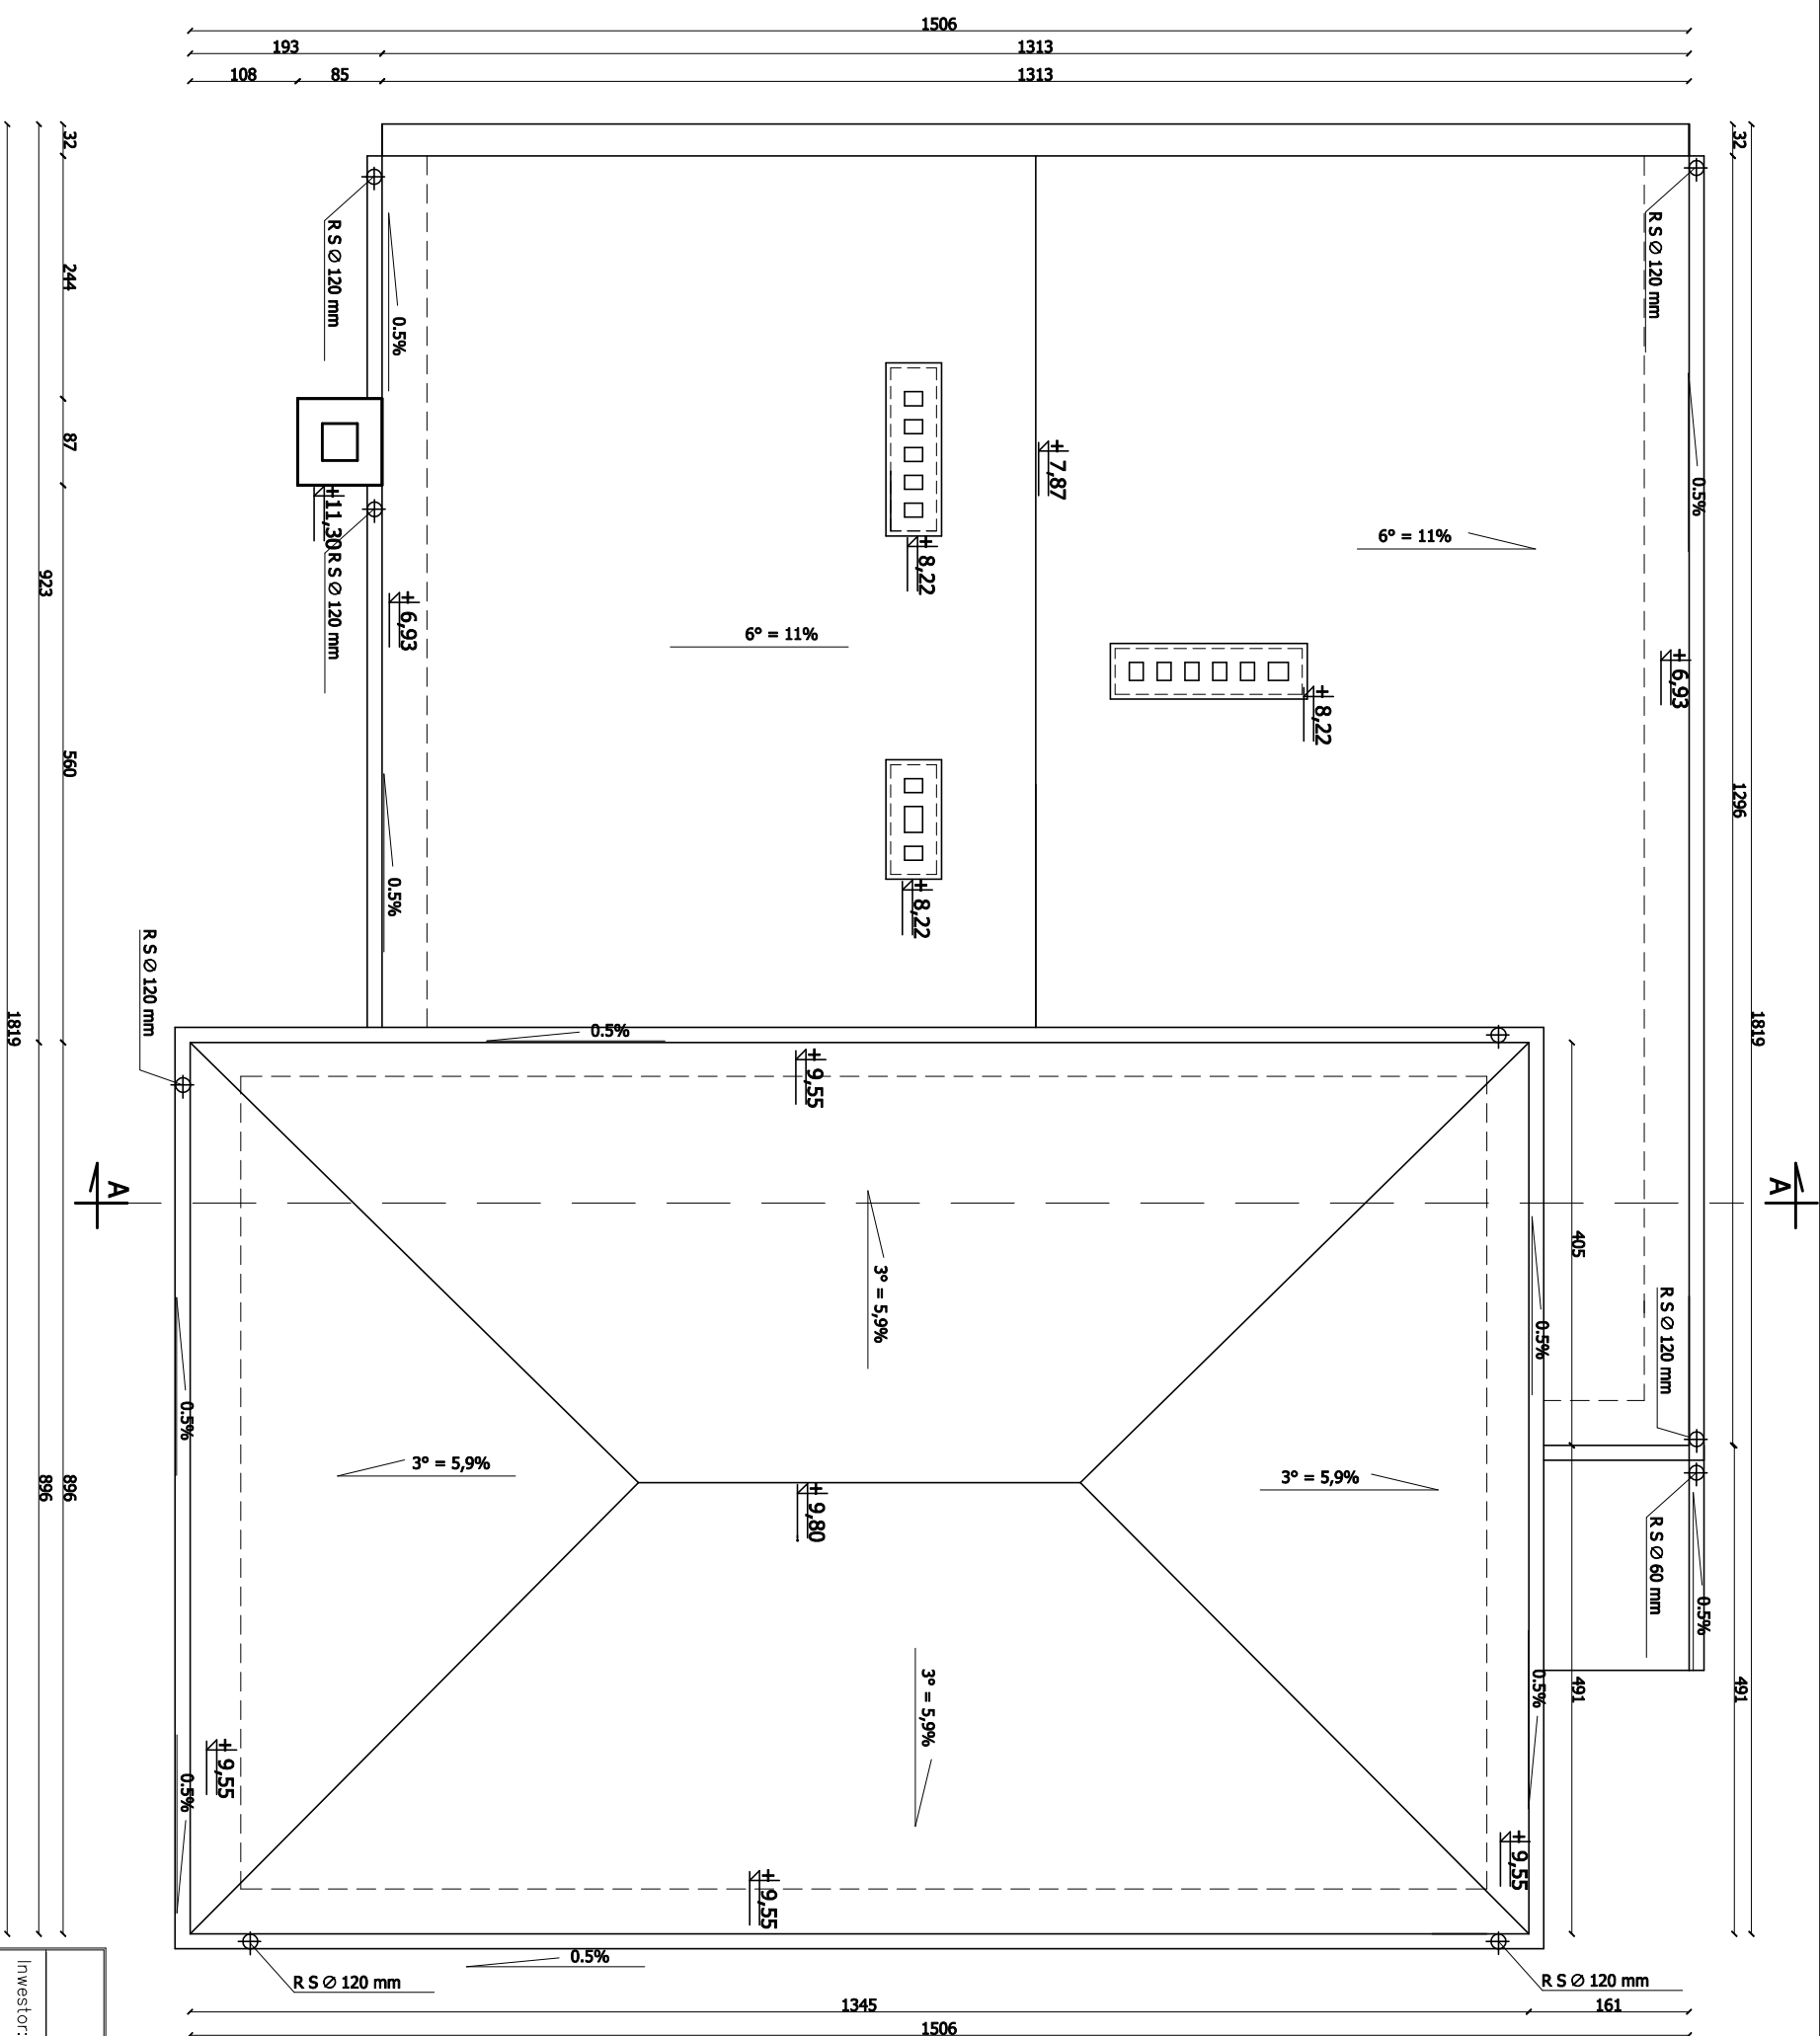 1506
193
1313
108
85
1313
32
32
R S ∅ 120 mm
R S ∅ 120 mm
244
0.5%
87
+ 7,87
0.5%
+11,30
6° = 11%
+ 8,22
R S ∅ 120 mm
923
+ 6,93
6° = 11%
+ 6,93
+ 8,22
560
1296
0.5%
+ 8,22
R S ∅ 120 mm
1819
0.5%
1819
+ 9,55
A
A
405
3° = 5,9%
0.5%
R S ∅ 120 mm
0.5%
3° = 5,9%
3° = 5,9%
896
896
+ 9,80
R S ∅ 60 mm
0.5%
3° = 5,9%
0.5%
491
491
+ 9,55
0.5%
+ 9,55
+ 9,55
0.5%
R S ∅ 120 mm
R S ∅ 120 mm
1345
161
1506
Inwestor: